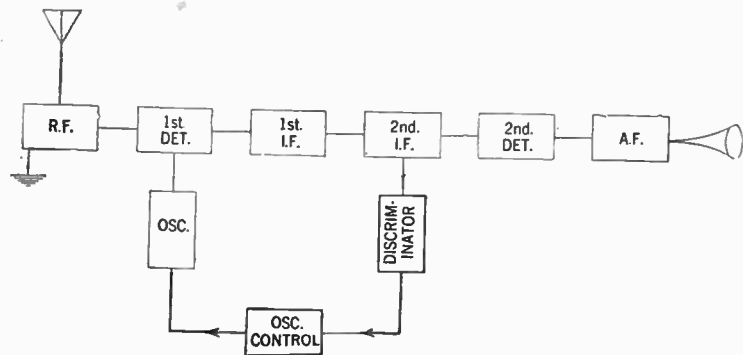 R.F.
1st.
DET.
1st.
I.F.
2nd.
I.F.
2nd.
DET.
A.F.
OSC.
DISCRIM-
INATOR
OSC.
CONTROL